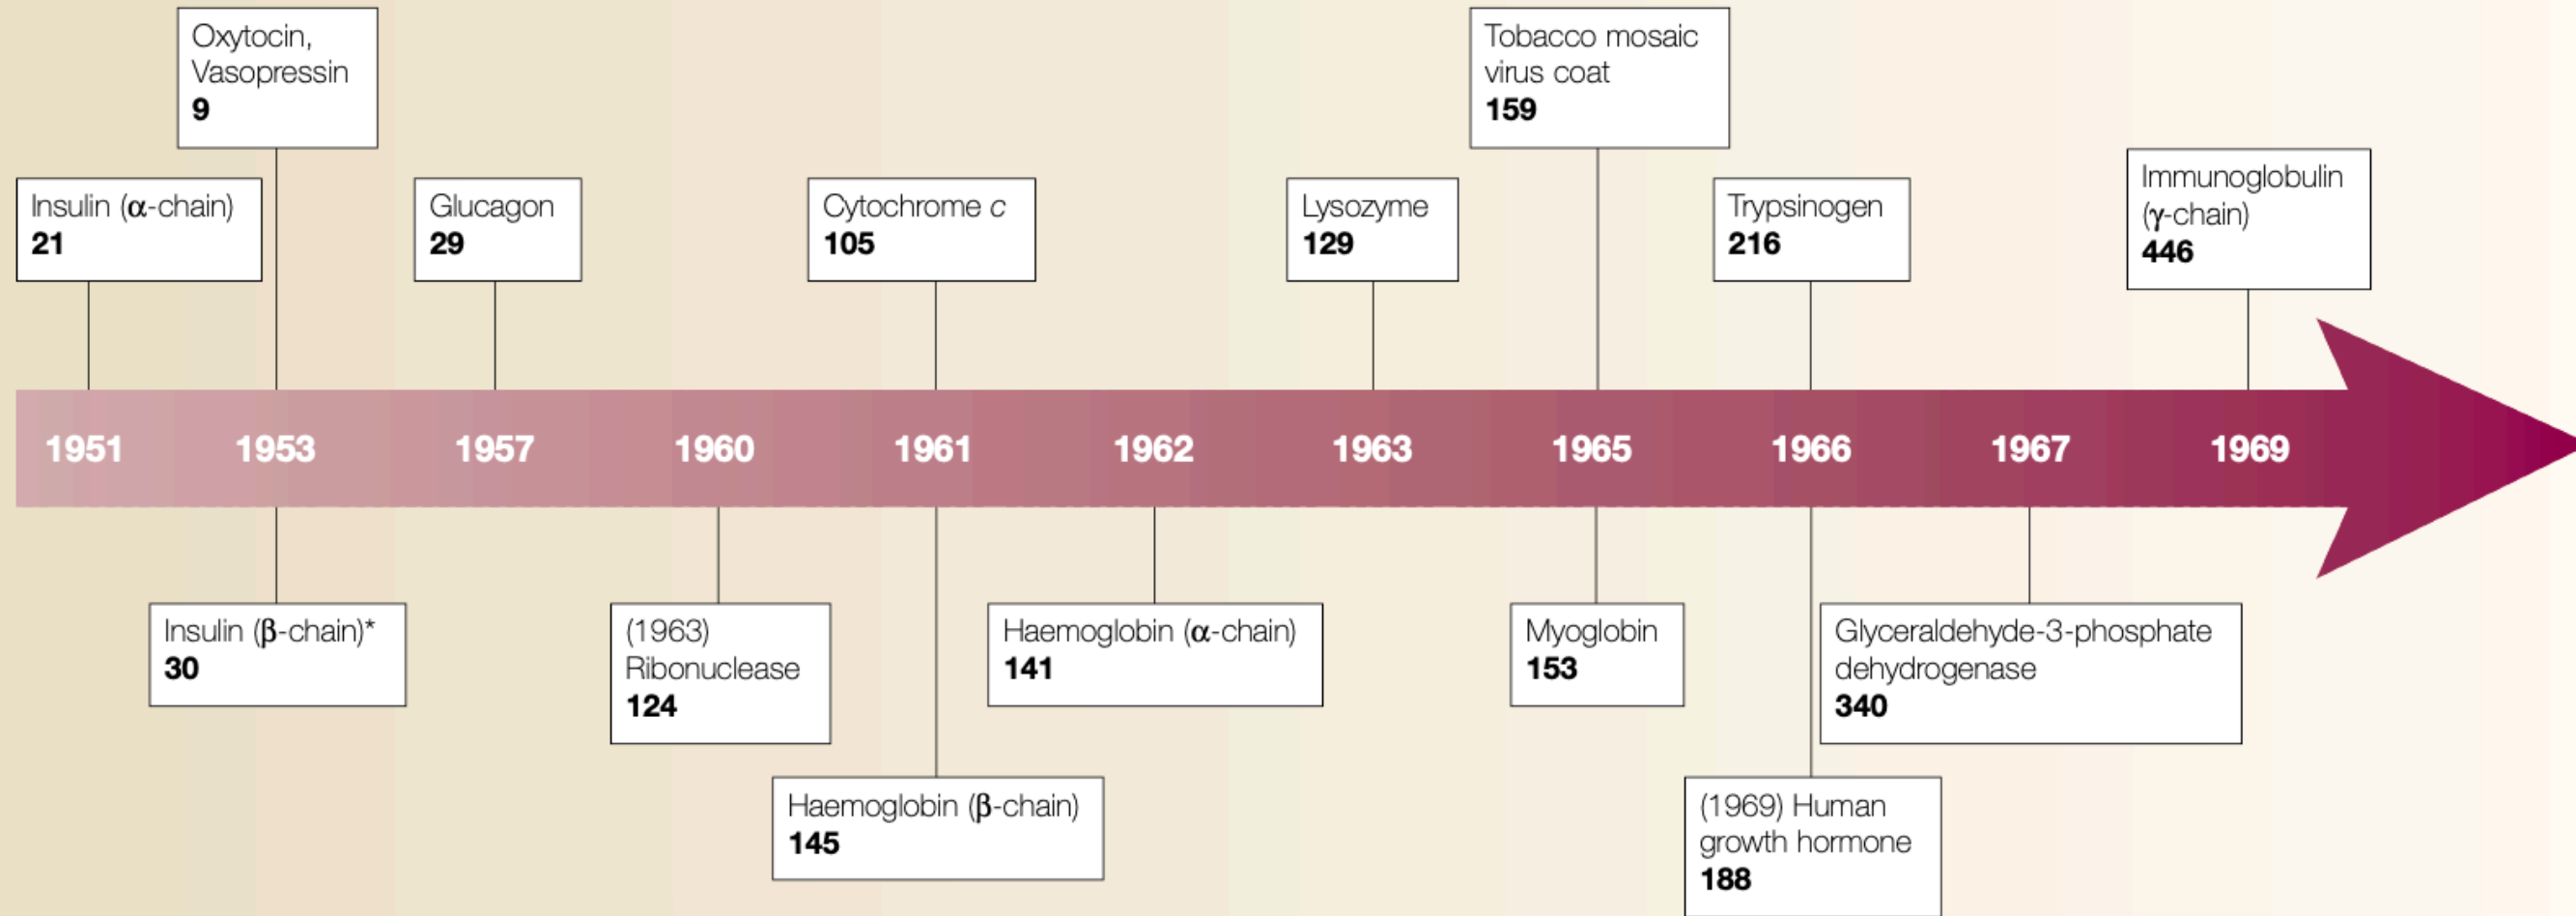 Oxytocin,
Vasopressin
9
Tobacco mosaic
virus coat
159
Insulin (α-chain)
21
Glucagon
29
Cytochrome c
105
Lysozyme
129
Trypsinogen
216
Immunoglobulin
(γ-chain)
446
1951 1953 1957 1960 1961 1962 1963 1965 1966 1967 1969
Insulin (β-chain)*
30
(1963)
Ribonuclease
124
Haemoglobin (α-chain)
141
Myoglobin
153
Glyceraldehyde-3-phosphate
dehydrogenase
340
Haemoglobin (β-chain)
145
(1969) Human
growth hormone
188